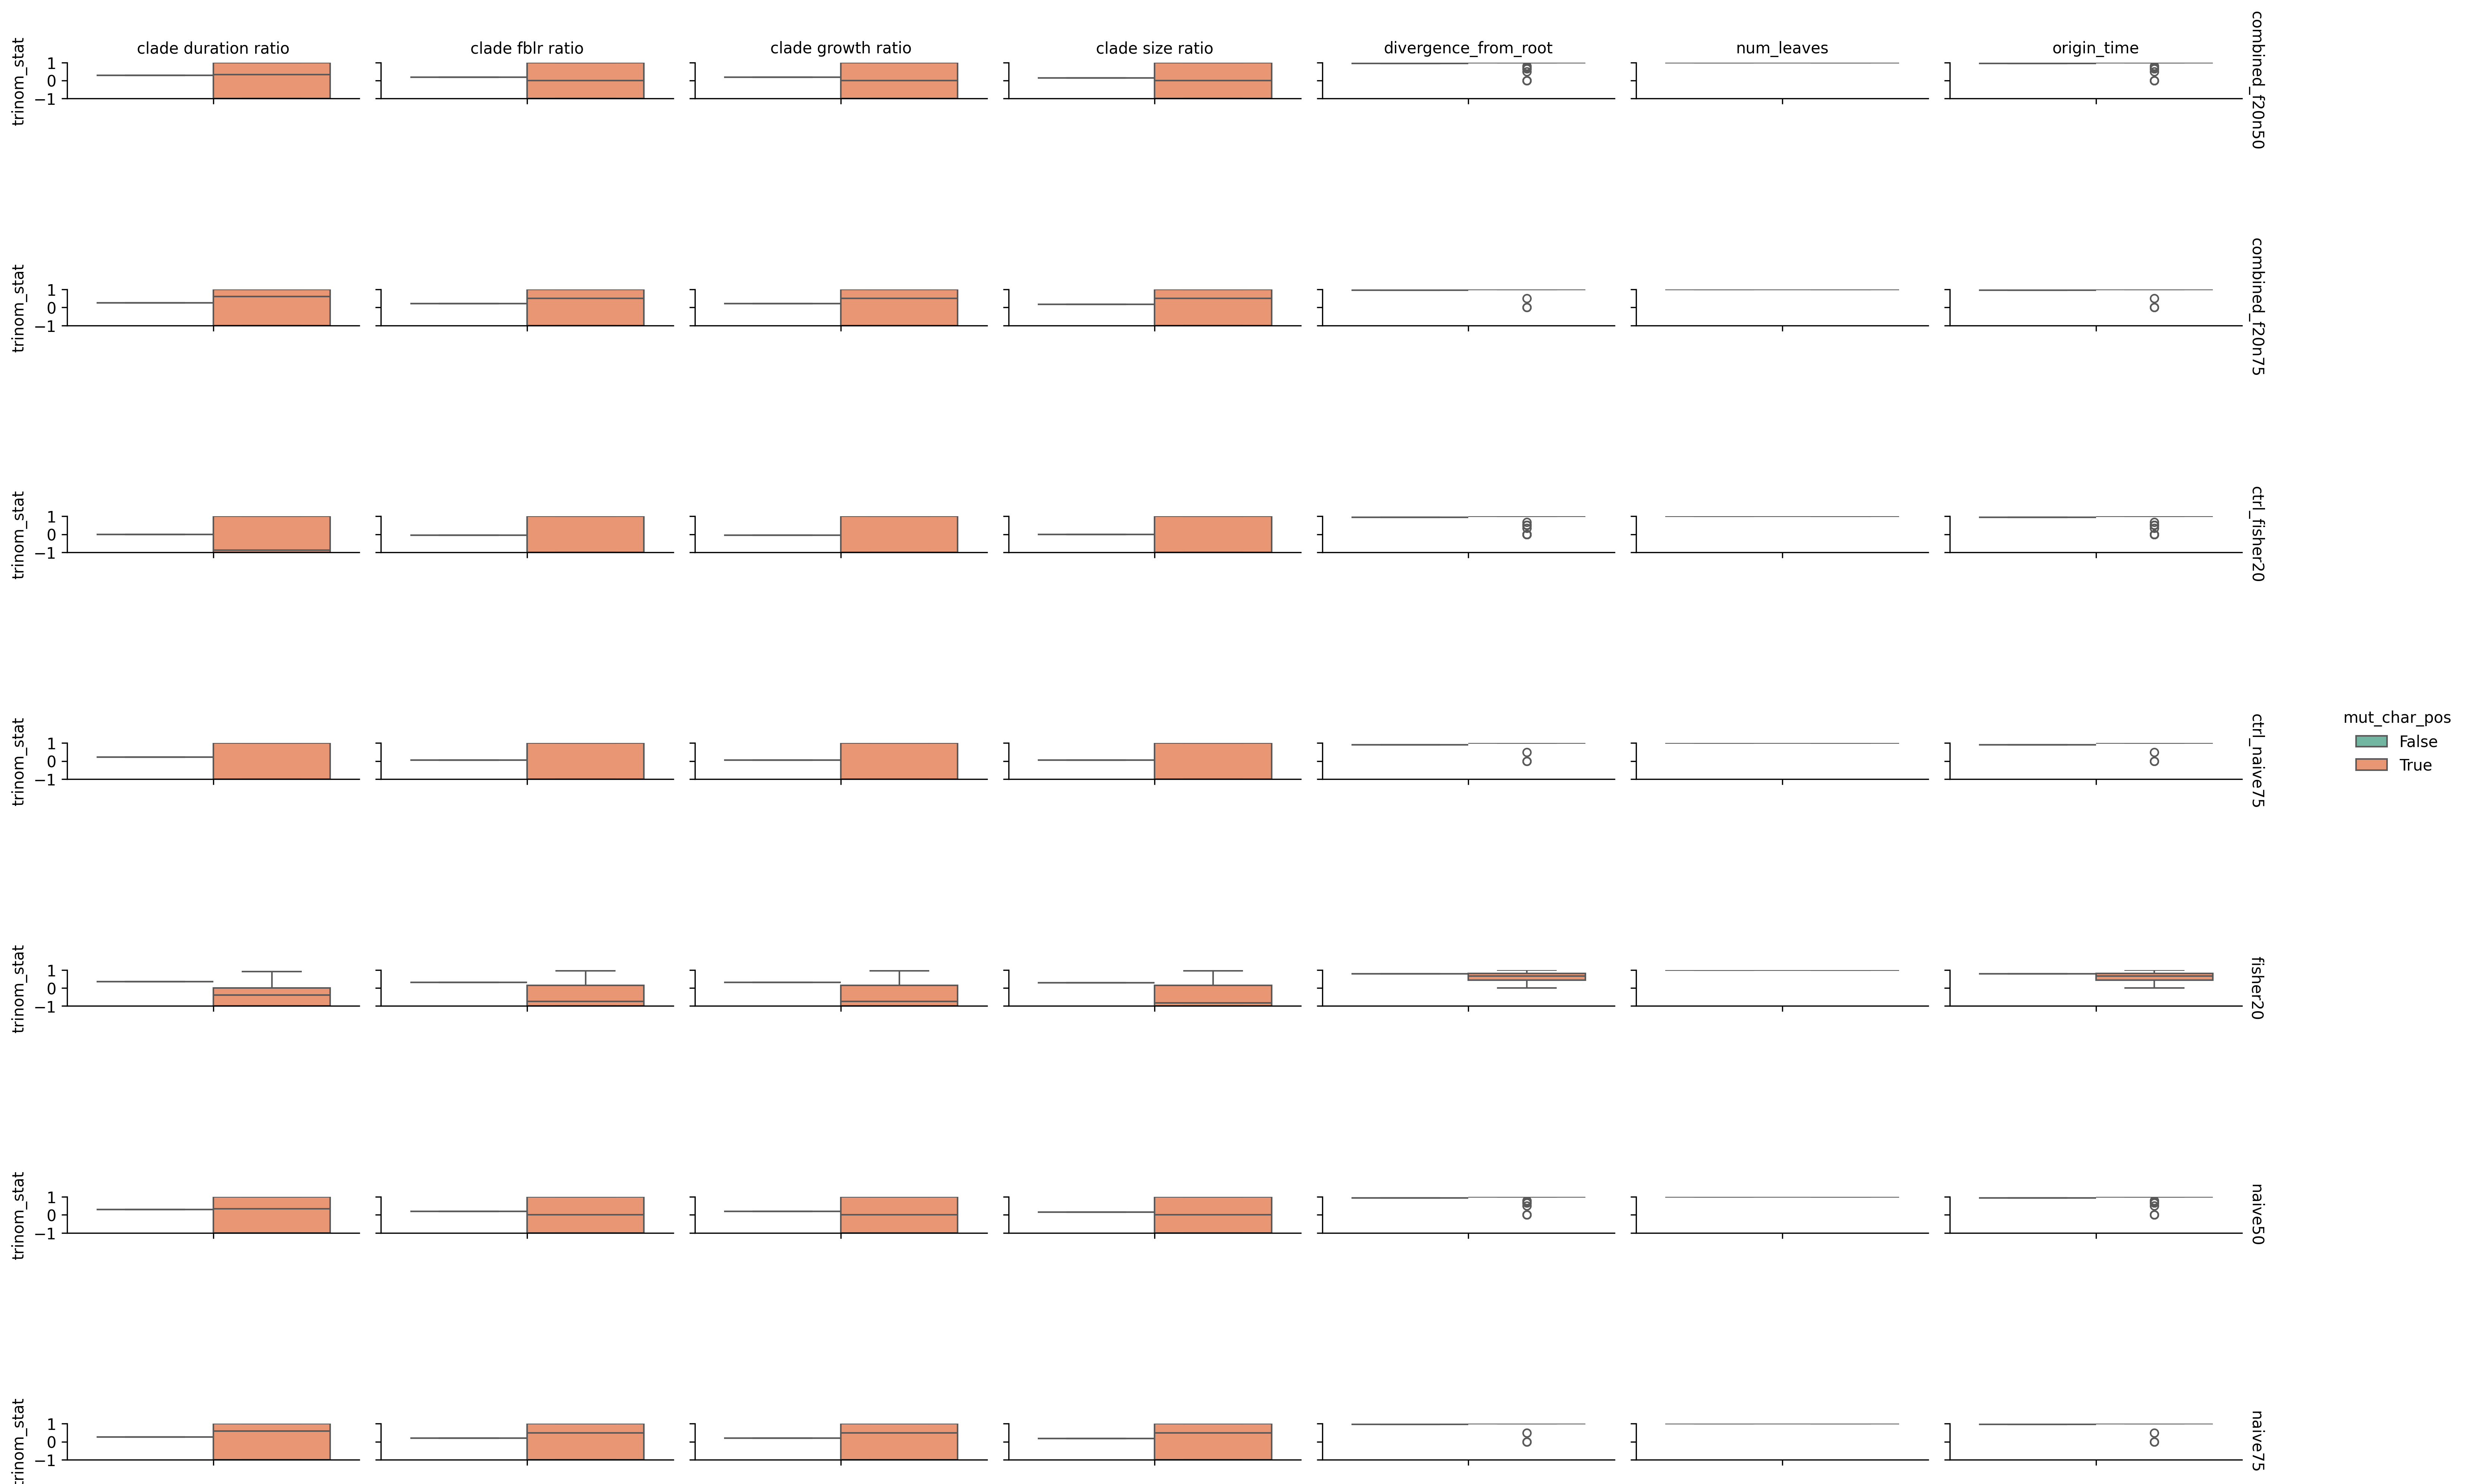 clade duration ratio clade fblr ratio clade growth ratio clade size ratio divergence_from_root num_leaves origin_time
trinom_stat
1
0
−1
combined_f20n50
trinom_stat
1
0
−1
combined_f20n75
trinom_stat
1
0
−1
ctrl_fisher20
trinom_stat
1
0
−1
ctrl_naive75
mut_char_pos
False
True
trinom_stat
1
0
−1
fisher20
trinom_stat
1
0
−1
naive50
trinom_stat
1
0
−1
naive75